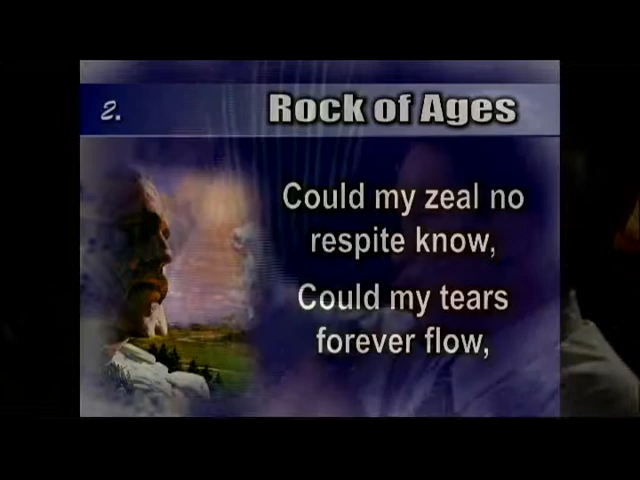 2.
Rock of Ages
Could my zeal no
respite know,
Could my tears
forever flow,